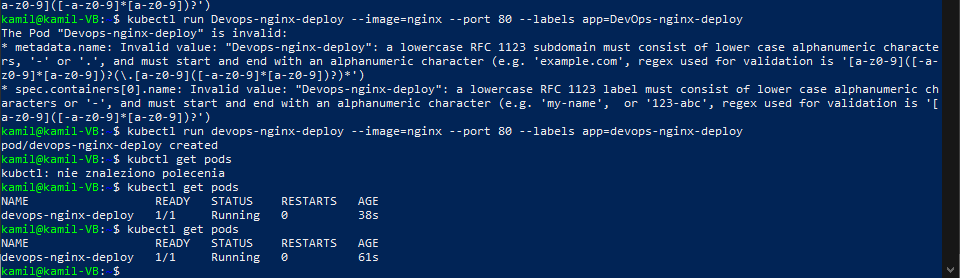 a-z0-9]([-a-z0-9]*[a-z0-9])?')
kamil@kamil-VB:~$ kubectl run Devops-nginx-deploy --image=nginx --port 80 --labels app=DevOps-nginx-deploy
The Pod "Devops-nginx-deploy" is invalid:
* metadata.name: Invalid value: "Devops-nginx-deploy": a lowercase RFC 1123 subdomain must consist of lower case alphanumeric characte
rs, '-' or '.', and must start and end with an alphanumeric character (e.g. 'example.com', regex used for validation is '[a-z0-9]([-a-
z0-9]*[a-z0-9])?(\.[a-z0-9]([-a-z0-9]*[a-z0-9])?)*')
* spec.containers[0].name: Invalid value: "Devops-nginx-deploy": a lowercase RFC 1123 label must consist of lower case alphanumeric ch
aracters or '-', and must start and end with an alphanumeric character (e.g. 'my-name',  or '123-abc', regex used for validation is '[
a-z0-9]([-a-z0-9]*[a-z0-9])?')
kamil@kamil-VB:~$ kubectl run devops-nginx-deploy --image=nginx --port 80 --labels app=devops-nginx-deploy
pod/devops-nginx-deploy created
kamil@kamil-VB:~$ kubctl get pods
kubctl: nie znaleziono polecenia
kamil@kamil-VB:~$ kubectl get pods
NAME                  READY   STATUS    RESTARTS   AGE
devops-nginx-deploy   1/1     Running   0          38s
kamil@kamil-VB:~$ kubectl get pods
NAME                  READY   STATUS    RESTARTS   AGE
devops-nginx-deploy   1/1     Running   0          61s
kamil@kamil-VB:~$